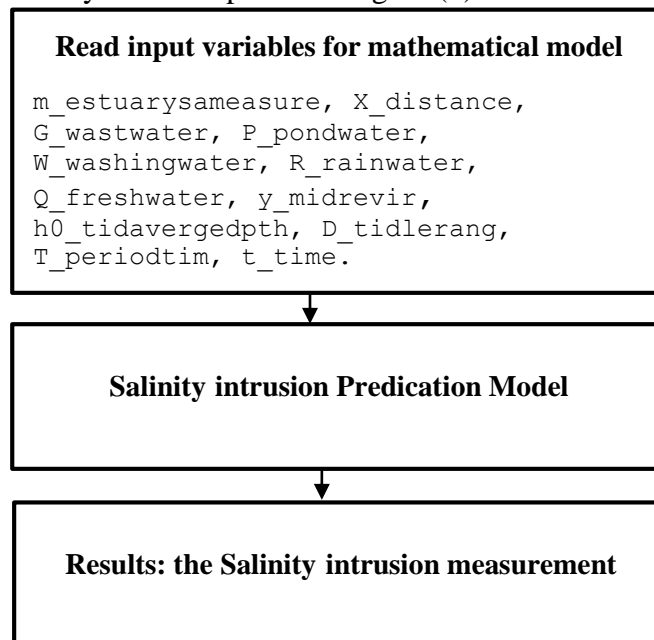 Read input variables for mathematical model
m_estuarysameasure, X_distance,
G_wastwater, P_pondwater,
W_washingwater, R_rainwater,
Q_freshwater, y_midrevir,
h0_tidavergedpth, D_tidlerang,
T_periodtim, t_time.
Salinity intrusion Predication Model
Results: the Salinity intrusion measurement